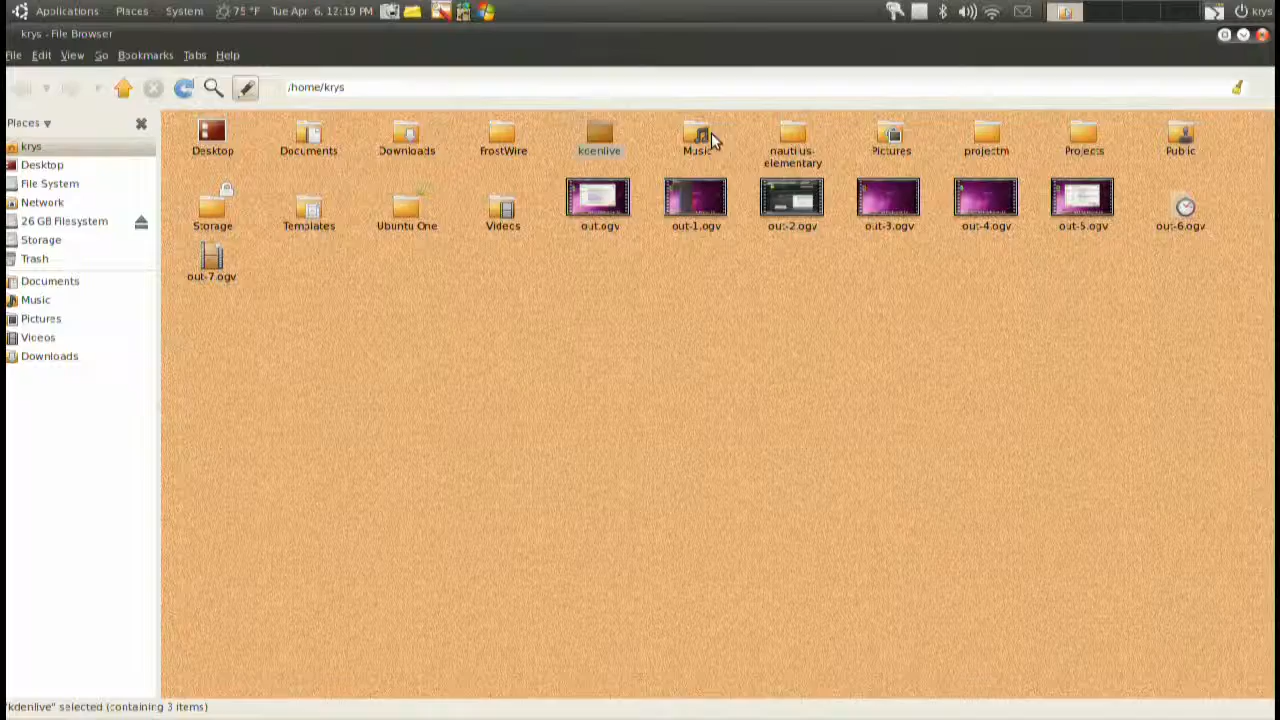 Applications Places System 75 °F Tue Apr 6, 12:19 PM krys
krys - File Browser
File Edit View Go Bookmarks Tabs Help
/home/krys
Places
krys
Desktop
File System
Network
26 GB Filesystem
Storage
Trash
Documents
Music
Pictures
Videos
Downloads
Desktop Documents Downloads FrostWire kdenlive Music nautilus-elementary Pictures projectm Projects Public
Storage Templates Ubuntu One Videos out.ogv out-1.ogv out-2.ogv out-3.ogv out-4.ogv out-5.ogv out-6.ogv
out-7.ogv
"kdenlive" selected (containing 3 items)